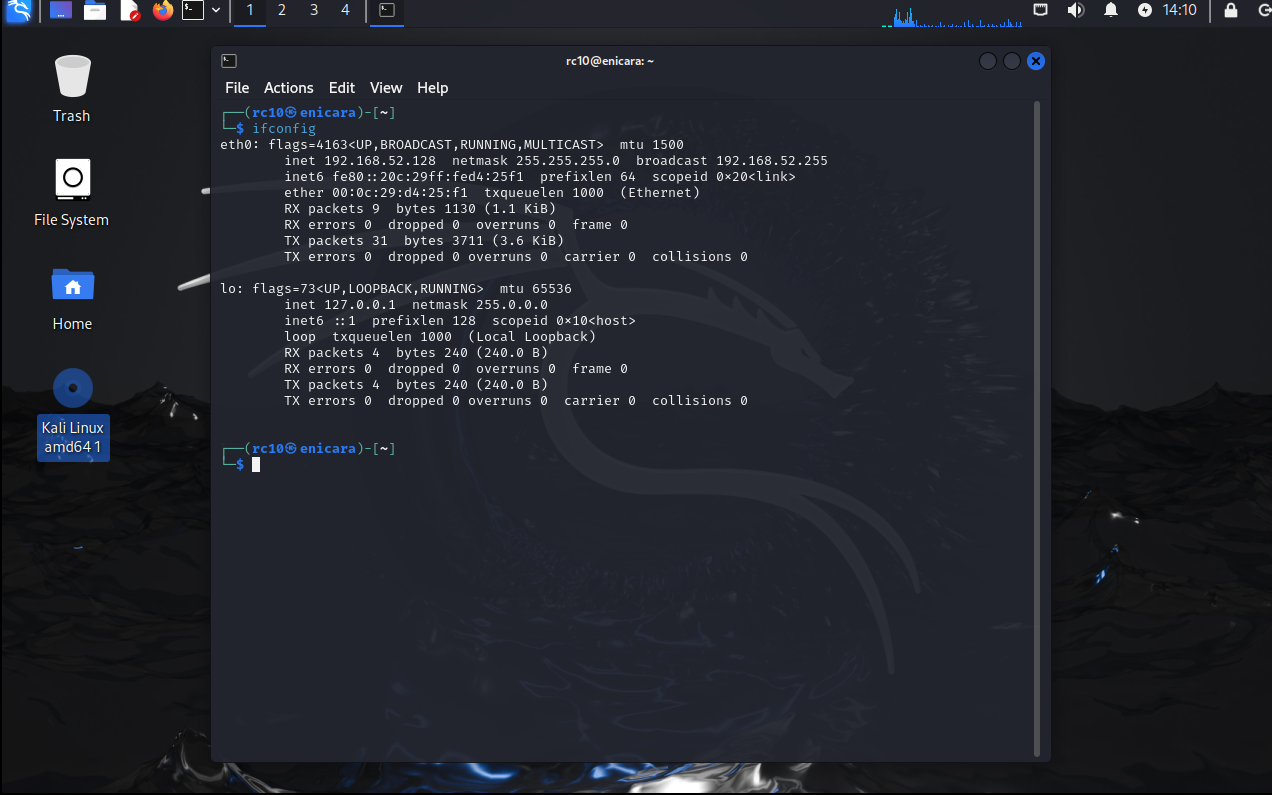 1 2 3 4 14:10
rc10@enicara: ~
File Actions Edit View Help
Trash
File System
Home
Kali Linux
amd64 1
┌──(rc10㉿enicara)-[~]
└─$ ifconfig
eth0: flags=4163<UP,BROADCAST,RUNNING,MULTICAST>  mtu 1500
        inet 192.168.52.128  netmask 255.255.255.0  broadcast 192.168.52.255
        inet6 fe80::20c:29ff:fed4:25f1  prefixlen 64  scopeid 0×20<link>
        ether 00:0c:29:d4:25:f1  txqueuelen 1000  (Ethernet)
        RX packets 9  bytes 1130 (1.1 KiB)
        RX errors 0  dropped 0  overruns 0  frame 0
        TX packets 31  bytes 3711 (3.6 KiB)
        TX errors 0  dropped 0 overruns 0  carrier 0  collisions 0
lo: flags=73<UP,LOOPBACK,RUNNING>  mtu 65536
        inet 127.0.0.1  netmask 255.0.0.0
        inet6 ::1  prefixlen 128  scopeid 0×10<host>
        loop  txqueuelen 1000  (Local Loopback)
        RX packets 4  bytes 240 (240.0 B)
        RX errors 0  dropped 0  overruns 0  frame 0
        TX packets 4  bytes 240 (240.0 B)
        TX errors 0  dropped 0 overruns 0  carrier 0  collisions 0
┌──(rc10㉿enicara)-[~]
└─$